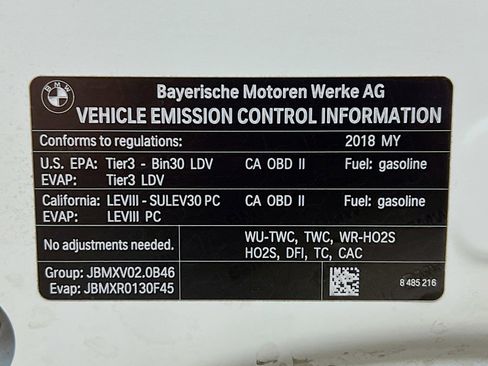 BMW
Bayerische Motoren Werke AG
VEHICLE EMISSION CONTROL INFORMATION
Conforms to regulations: 2018 MY
U.S. EPA: Tier3 - Bin30 LDV CA OBD II Fuel: gasoline
EVAP: Tier3 LDV
California: LEVIII - SULEV30 PC CA OBD II Fuel: gasoline
EVAP: LEVIII PC
No adjustments needed.
WU-TWC, TWC, WR-HO2S
HO2S, DFI, TC, CAC
Group: JBMXV02.0B46
Evap: JBMXR0130F45
8 485 216